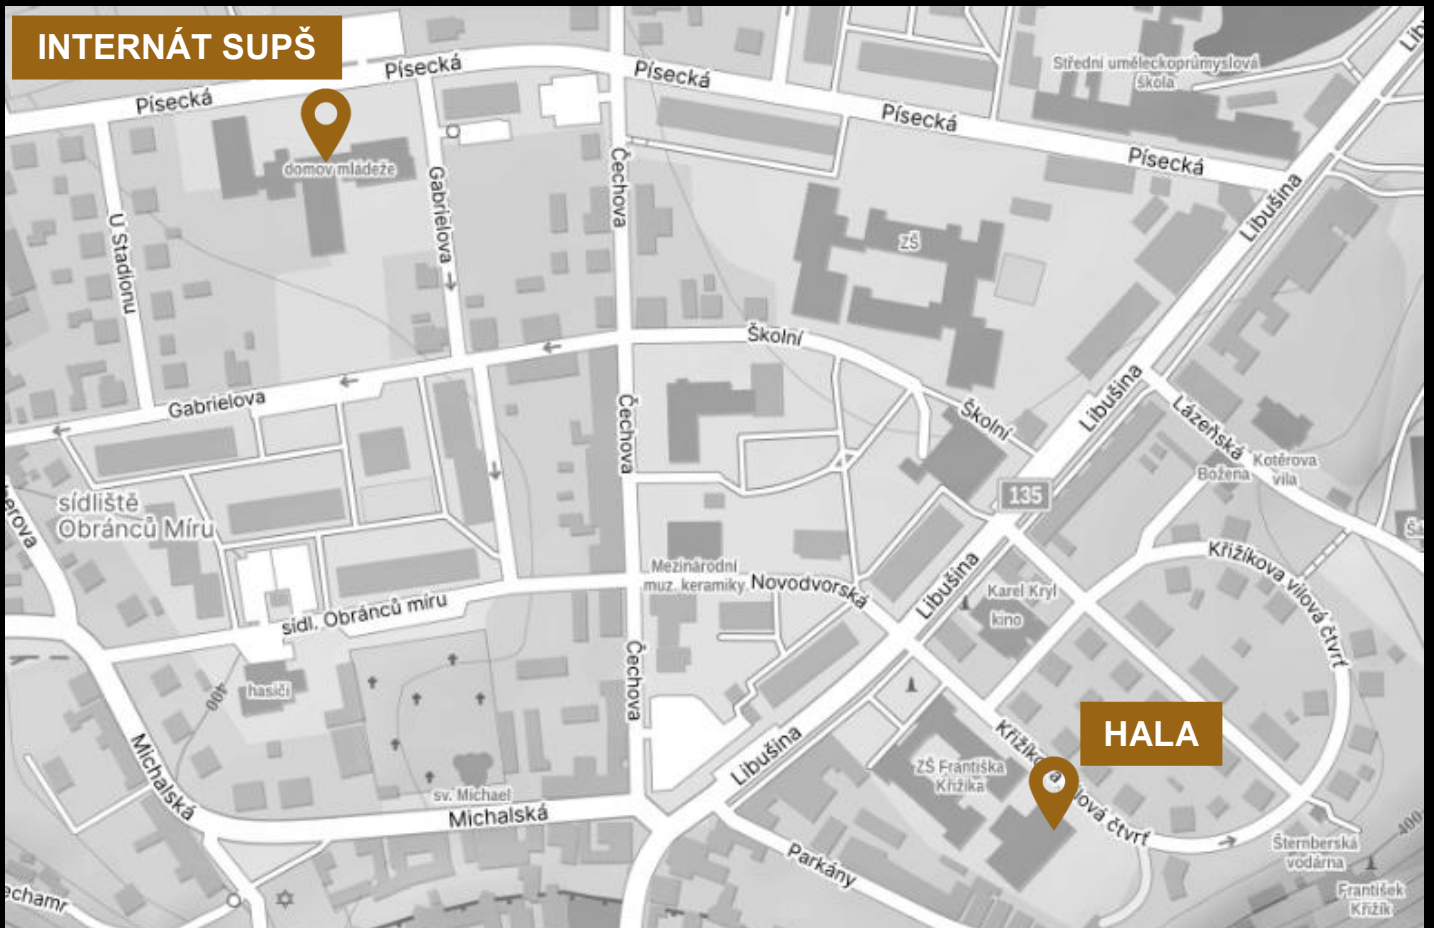 INTERNÁT SUPŠ
Písecká
Písecká
Písecká
Písecká
Písecká
Střední uměleckoprůmyslová
škola
domov mládeže
Gabrielova
Čechova
U Stadionu
ZŠ
Libušina
Školní
Gabrielova
Čechova
Školní
Libušina
Lázeňská
Božena
Kotěrova
vila
135
sídliště
Obránců Míru
Mezinárodní
muz. keramiky
Novodvorská
Libušina
Karel Kryl
kino
Křižíkova vilová čtvrť
sídl. Obránců míru
hasiči
400
Čechova
Michalská
sv. Michael
Michalská
Libušina
ZŠ Františka
Křižíka
HALA
Parkány
Šternberská
vodárna
František
Křižík
400